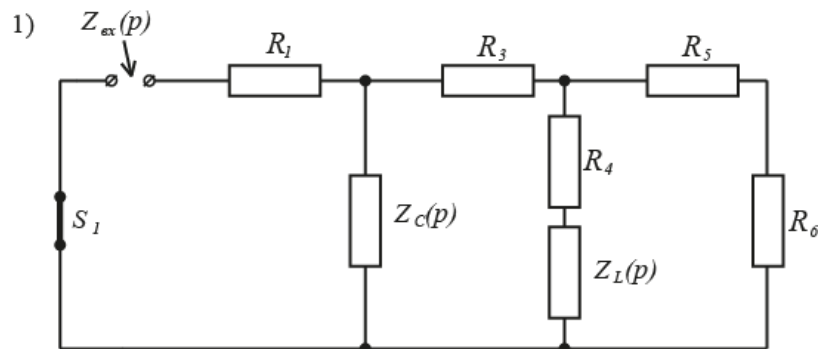 1)
Z_вх(p)
R_1
R_3
R_5
R_4
S_1
Z_C(p)
Z_L(p)
R_6